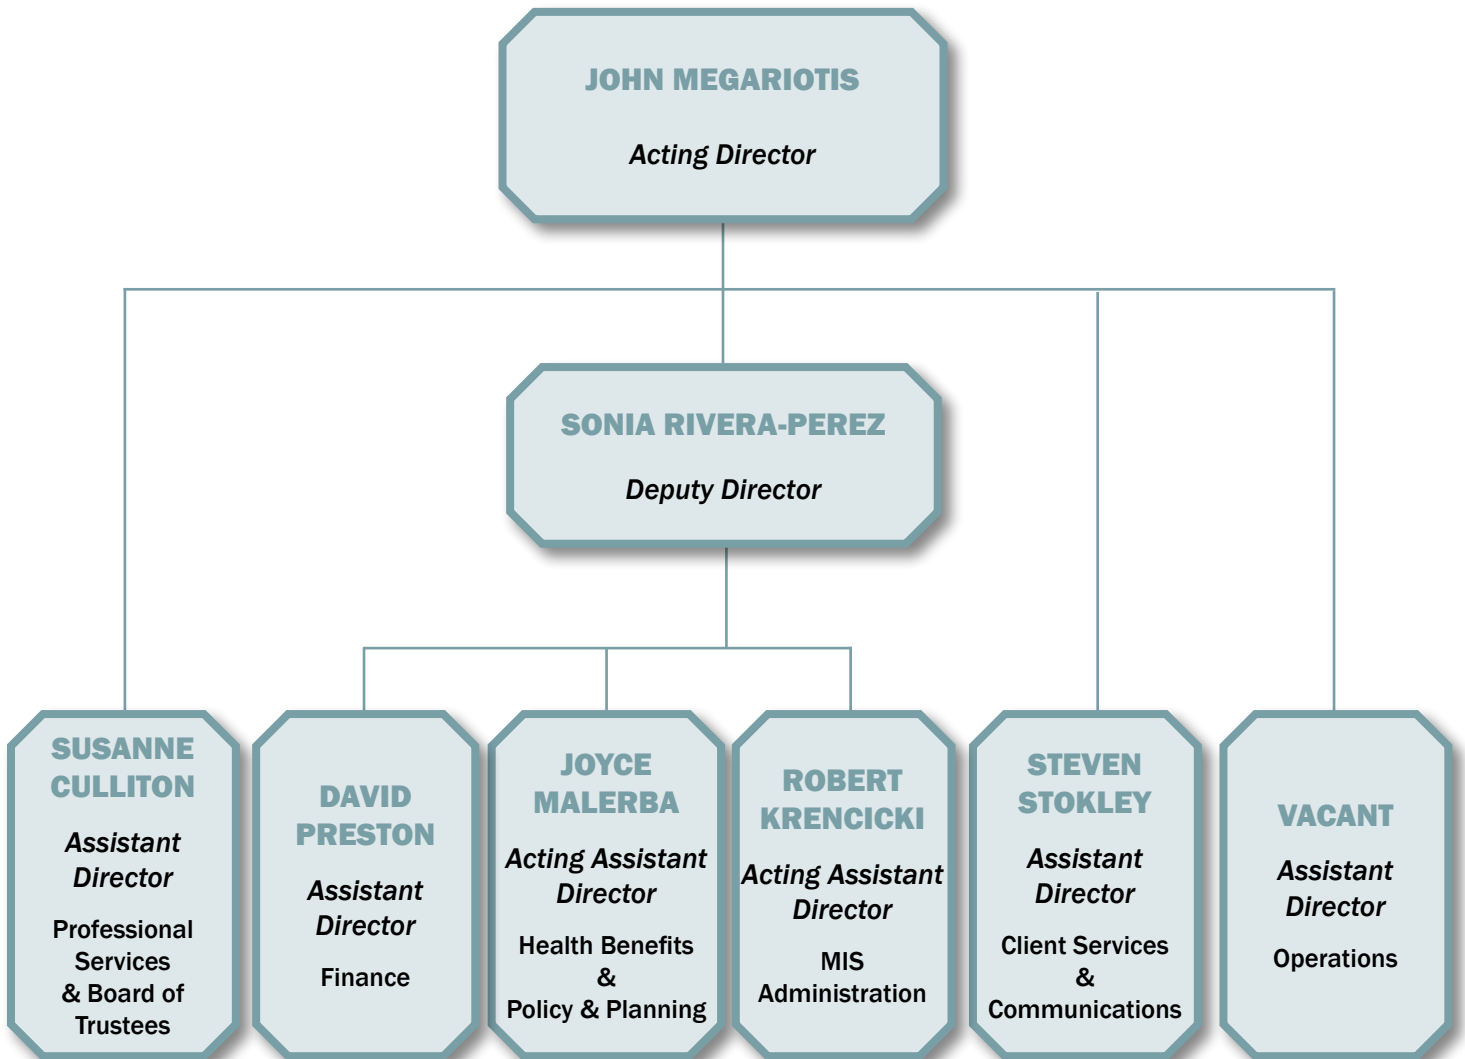 JOHN MEGARIOTIS
Acting Director
SONIA RIVERA-PEREZ
Deputy Director
SUSANNE
CULLITON
Assistant
Director
Professional
Services
& Board of
Trustees
DAVID
PRESTON
Assistant
Director
Finance
JOYCE
MALERBA
Acting Assistant
Director
Health Benefits
&
Policy & Planning
ROBERT
KRENCICKI
Acting Assistant
Director
MIS
Administration
STEVEN
STOKLEY
Assistant
Director
Client Services
&
Communications
VACANT
Assistant
Director
Operations